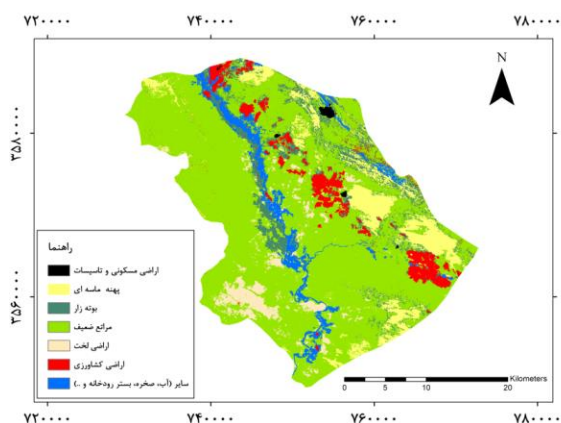 ۷۲۰۰۰۰ ۷۴۰۰۰۰ ۷۶۰۰۰۰ ۷۸۰۰۰۰
N
۳۵۸۰۰۰۰
۳۵۶۰۰۰۰
راهنما
اراضی مسکونی و تاسیسات
پهنه ماسه ای
بوته زار
مراتع ضعیف
اراضی لخت
اراضی کشاورزی
سایر (آب، صخره، بستر رودخانه و ..)
Kilometers
0 5 10 20
۷۲۰۰۰۰ ۷۴۰۰۰۰ ۷۶۰۰۰۰ ۷۸۰۰۰۰